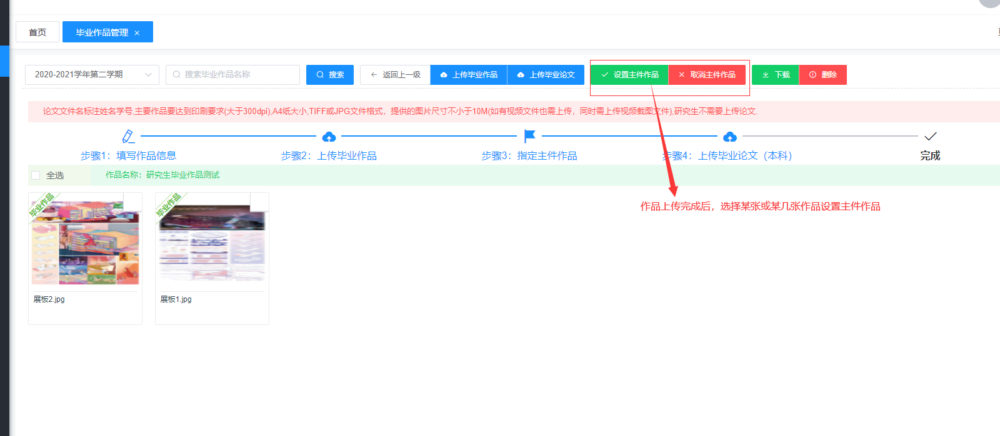 首页
毕业作品管理 ×
2020-2021学年第二学期
搜索毕业作品名称
搜索
返回上一级
上传毕业作品
上传毕业论文
设置主件作品
取消主件作品
下载
删除
论文文件名标注姓名学号,主要作品要达到印刷要求(大于300dpi),A4纸大小,TIFF或JPG文件格式，提供的图片尺寸不小于10M(如有视频文件也需上传，同时需上传视频截图文件),研究生不需要上传论文.
步骤1：填写作品信息
步骤2：上传毕业作品
步骤3：指定主件作品
步骤4：上传毕业论文（本科）
完成
全选
作品名称：研究生毕业作品测试
作品上传完成后，选择某张或某几张作品设置主件作品
毕业作品
毕业作品
展板2.jpg
展板1.jpg